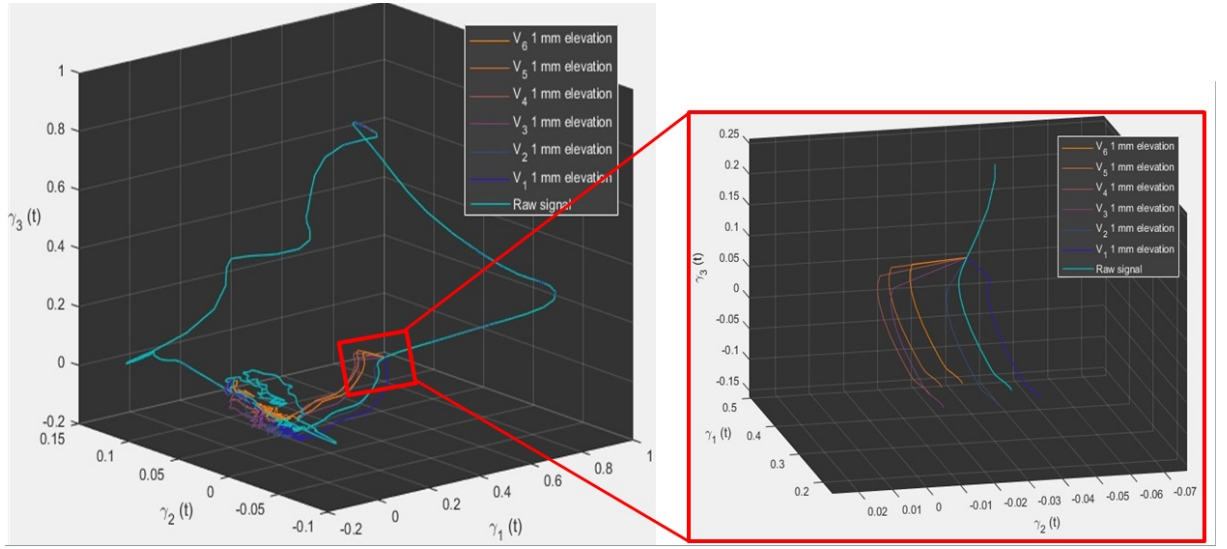 V6 1 mm elevation
V5 1 mm elevation
V4 1 mm elevation
V3 1 mm elevation
V2 1 mm elevation
V1 1 mm elevation
Raw signal
1
0.8
0.6
0.4
0.2
0
-0.2
γ3 (t)
0.15
0.1
0.05
0
-0.05
-0.1
γ2 (t)
-0.2
0
0.2
0.4
0.6
0.8
1
γ1 (t)
V6 1 mm elevation
V5 1 mm elevation
V4 1 mm elevation
V3 1 mm elevation
V2 1 mm elevation
V1 1 mm elevation
Raw signal
0.25
0.2
0.15
0.1
0.05
0
-0.05
-0.1
-0.15
γ3 (t)
0.5
0.4
0.3
0.2
γ1 (t)
0.02
0.01
0
-0.01
-0.02
-0.03
-0.04
-0.05
-0.06
-0.07
γ2 (t)